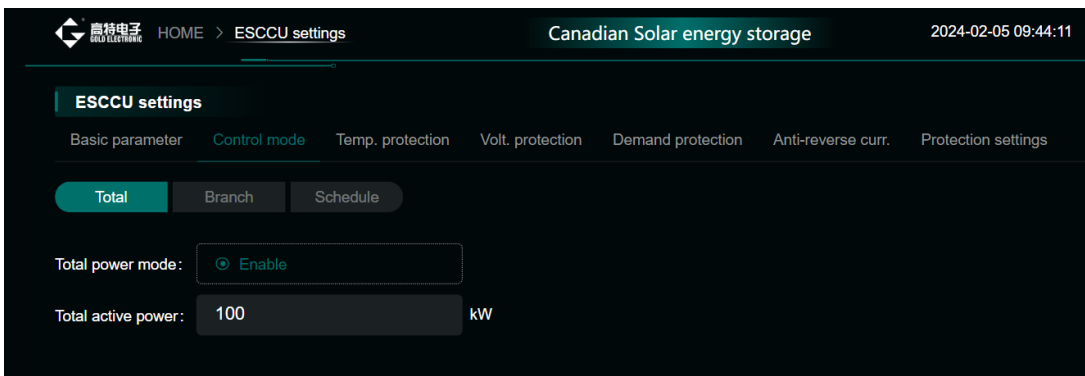 高特电子
GOLD ELECTRONIC
HOME > ESCCU settings
Canadian Solar energy storage
2024-02-05 09:44:11
ESCCU settings
Basic parameter Control mode Temp. protection Volt. protection Demand protection Anti-reverse curr. Protection settings
Total Branch Schedule
Total power mode: Enable
Total active power: 100 kW